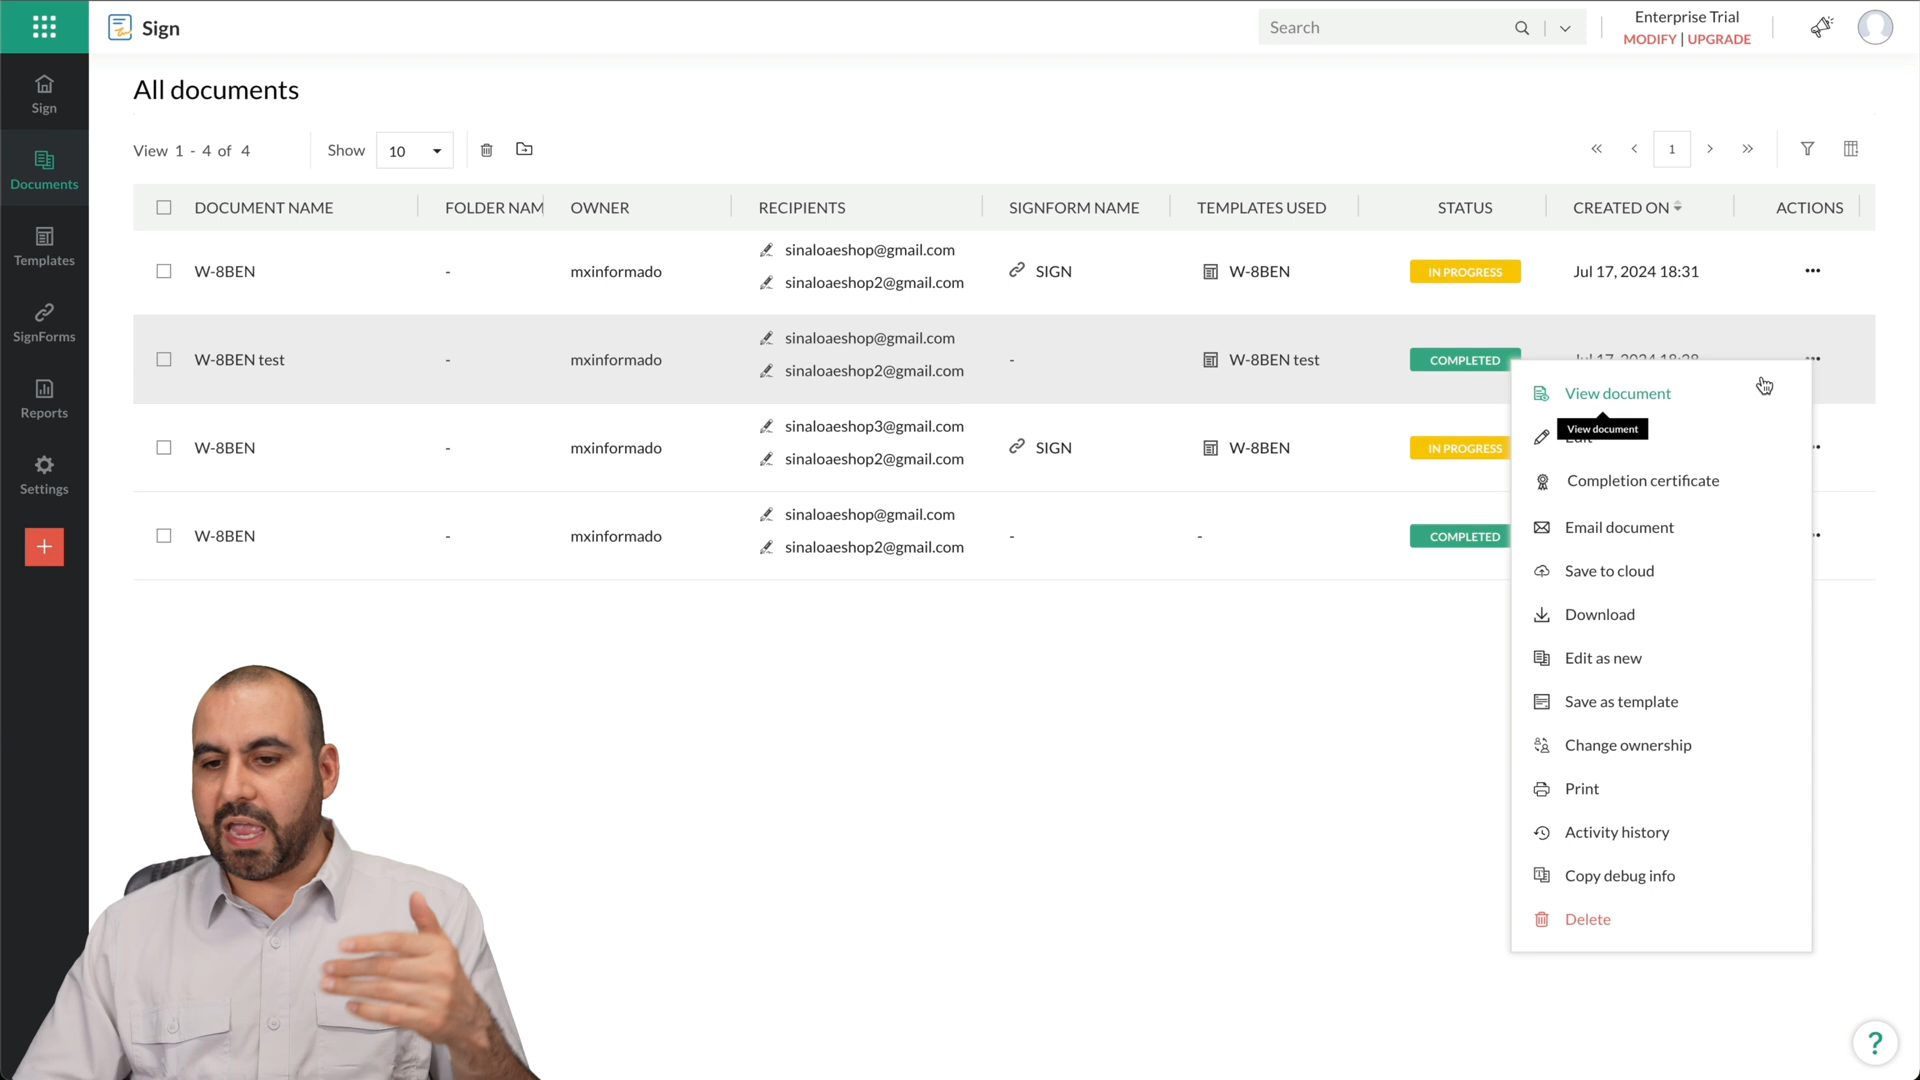 Sign
Search
Enterprise Trial
MODIFY | UPGRADE
Sign
Documents
Templates
SignForms
Reports
Settings
+
All documents
View 1 - 4 of 4
Show 10
« ‹ 1 › »
DOCUMENT NAME FOLDER NAM OWNER RECIPIENTS SIGNFORM NAME TEMPLATES USED STATUS CREATED ON ACTIONS
sinaloaeshop@gmail.com
W-8BEN - mxinformado SIGN W-8BEN IN PROGRESS Jul 17, 2024 18:31 •••
sinaloaeshop2@gmail.com
sinaloaeshop@gmail.com
W-8BEN test - mxinformado - W-8BEN test COMPLETED
sinaloaeshop2@gmail.com
sinaloaeshop3@gmail.com
W-8BEN - mxinformado SIGN W-8BEN IN PROGRESS
sinaloaeshop2@gmail.com
sinaloaeshop@gmail.com
W-8BEN - mxinformado - - COMPLETED
sinaloaeshop2@gmail.com
View document
View document
Edit
Completion certificate
Email document
Save to cloud
Download
Edit as new
Save as template
Change ownership
Print
Activity history
Copy debug info
Delete
?